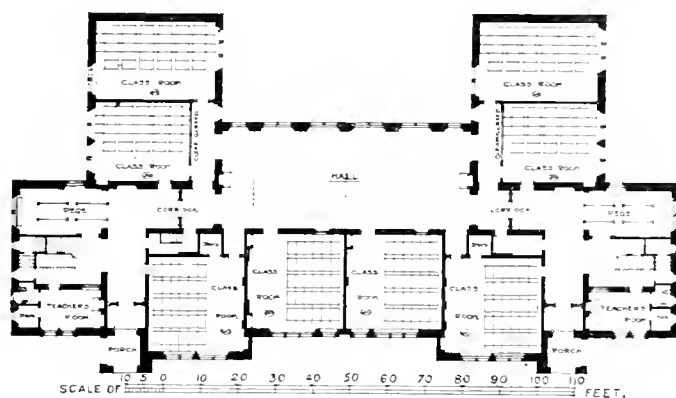 CLASS ROOM
CLASS ROOM
CLASS ROOM
CLASS ROOM
HALL
PEGS
CORRIDOR
CORRIDOR
PEGS
CLASS ROOM
CLASS ROOM
CLASS ROOM
CLASS ROOM
TEACHERS ROOM
TEACHERS ROOM
PORCH
PORCH
10 5 0 10 20 30 40 50 60 70 80 90 100 110
SCALE OF FEET.